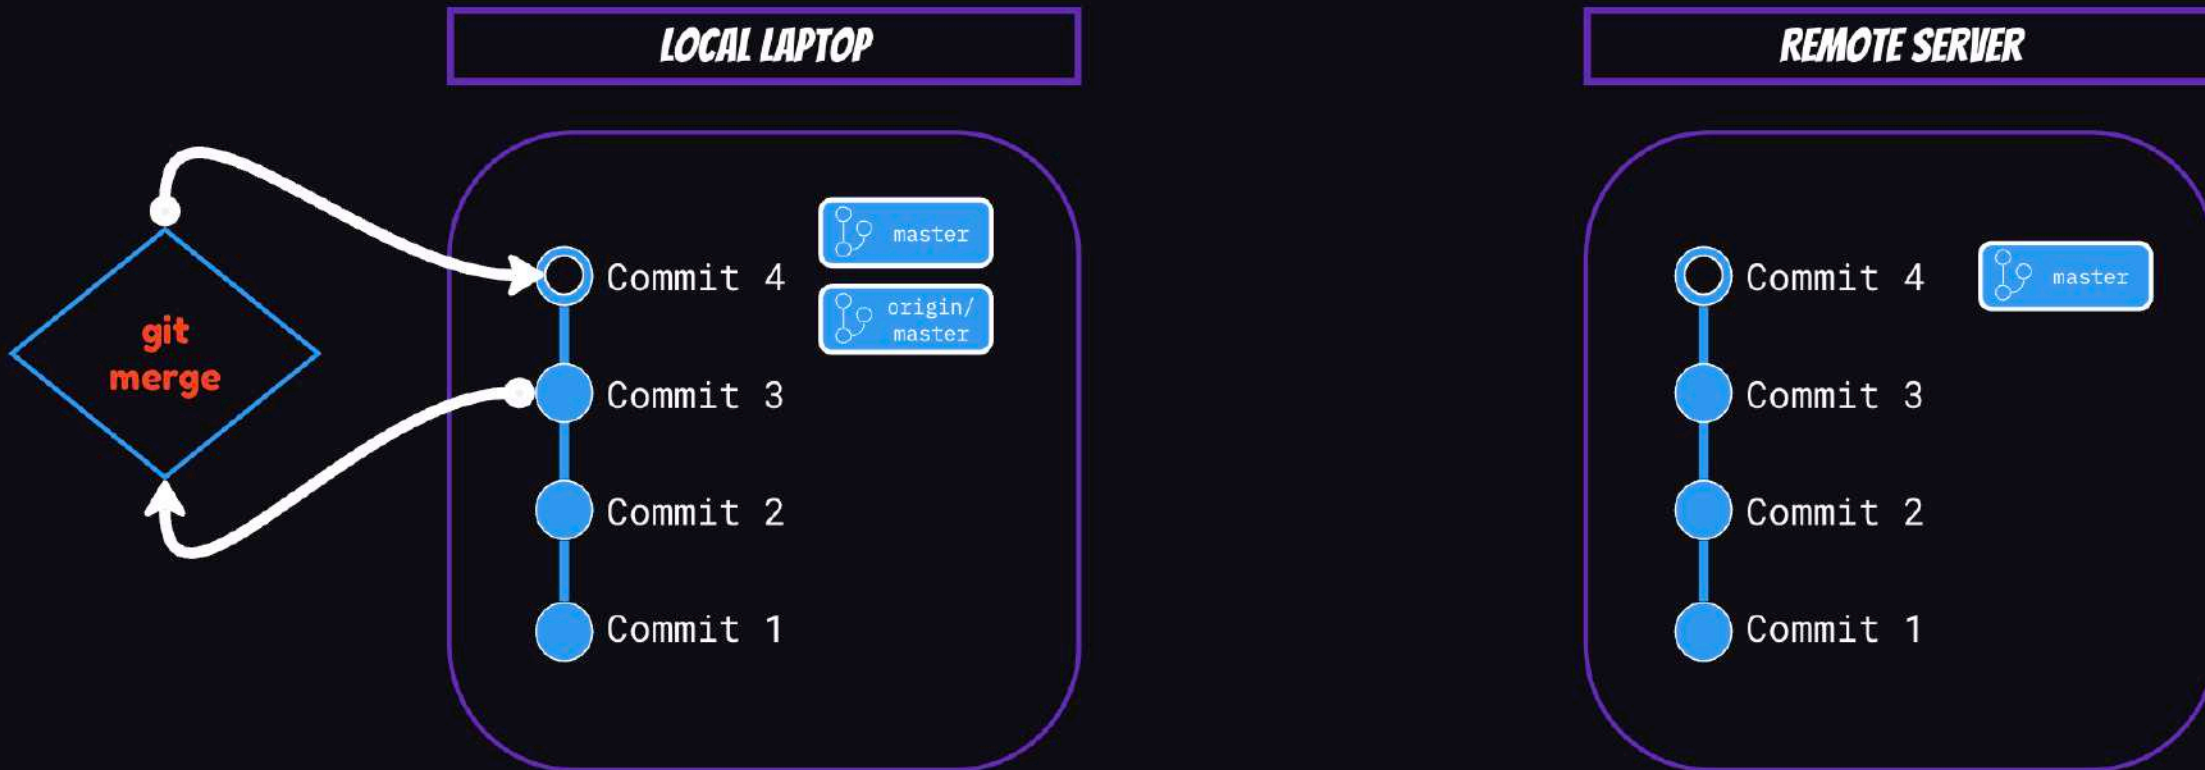 LOCAL LAPTOP
REMOTE SERVER
git
merge
Commit 4
master
origin/
master
Commit 3
Commit 2
Commit 1
Commit 4
master
Commit 3
Commit 2
Commit 1